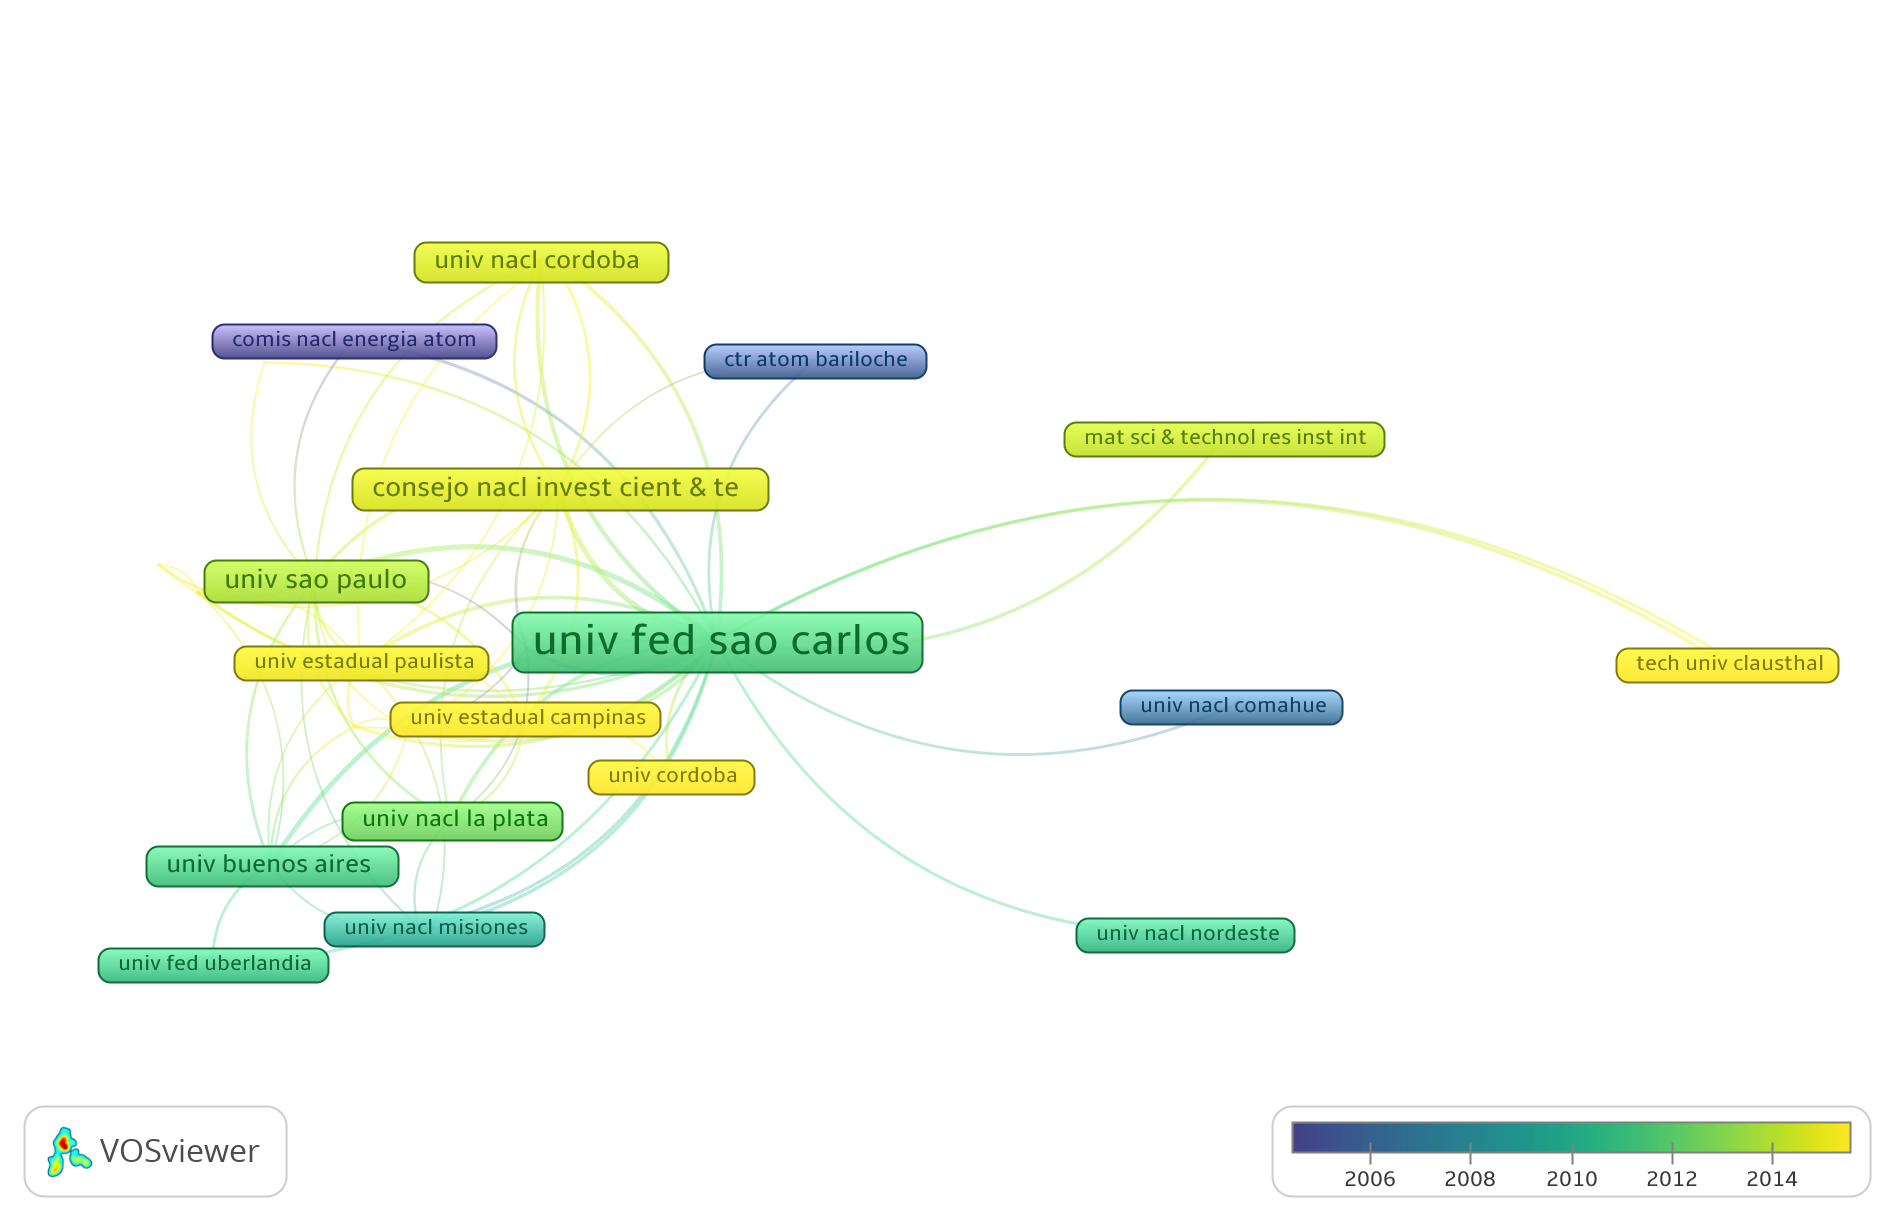 univ nacl cordoba
comis nacl energia atom
ctr atom bariloche
mat sci & technol res inst int
consejo nacl invest cient & te
univ sao paulo
univ fed sao carlos
univ estadual paulista
tech univ clausthal
univ nacl comahue
univ estadual campinas
univ cordoba
univ nacl la plata
univ buenos aires
univ nacl misiones
univ nacl nordeste
univ fed uberlandia
VOSviewer
2006 2008 2010 2012 2014